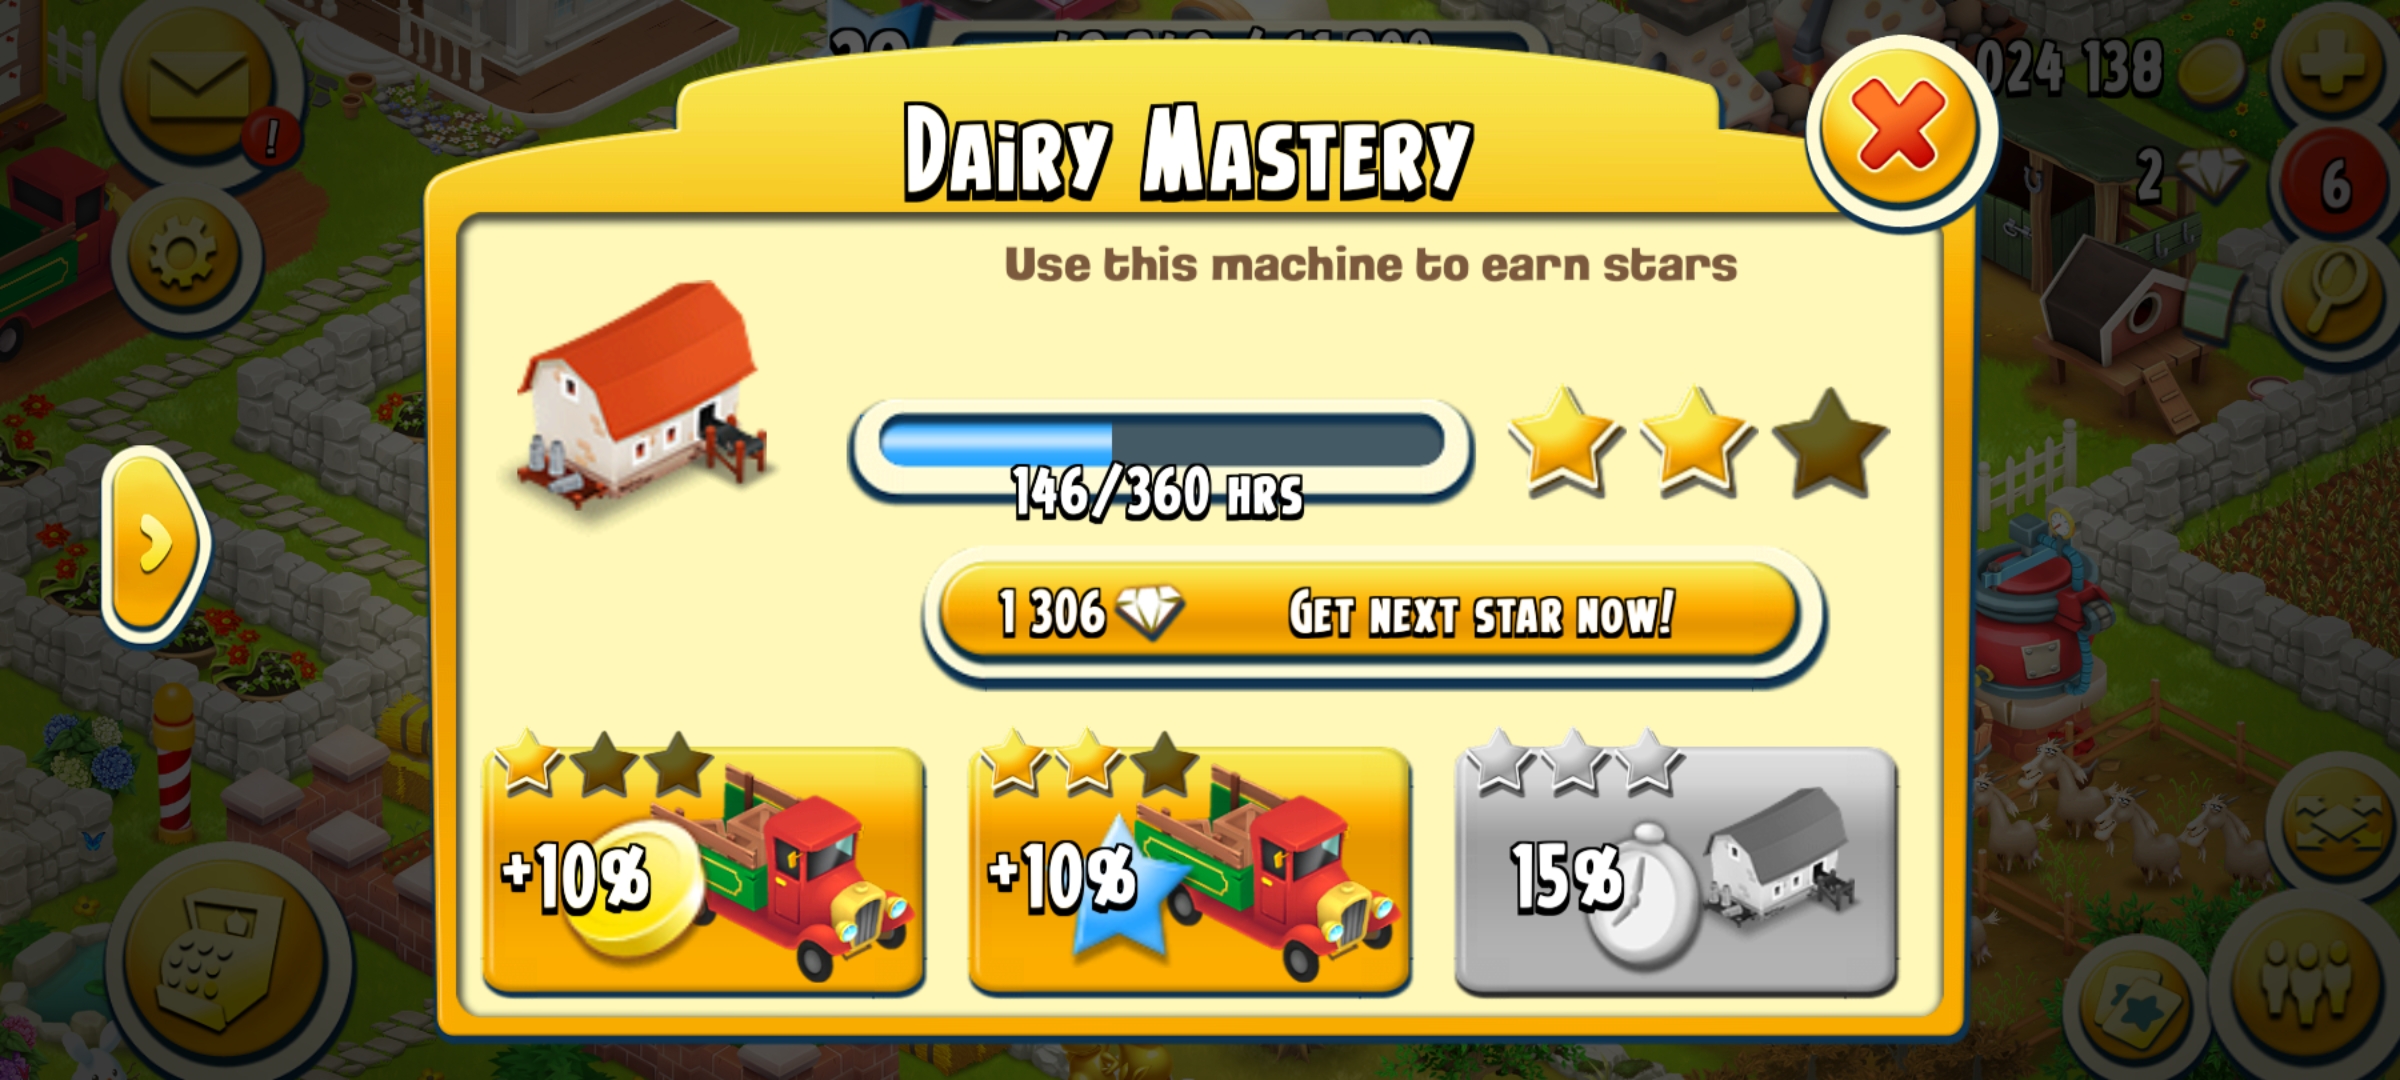 024 138
Dairy Mastery
!
2
6
Use this machine to earn stars
146/360 HRS
1 306
Get next star now!
+10%
+10%
15%